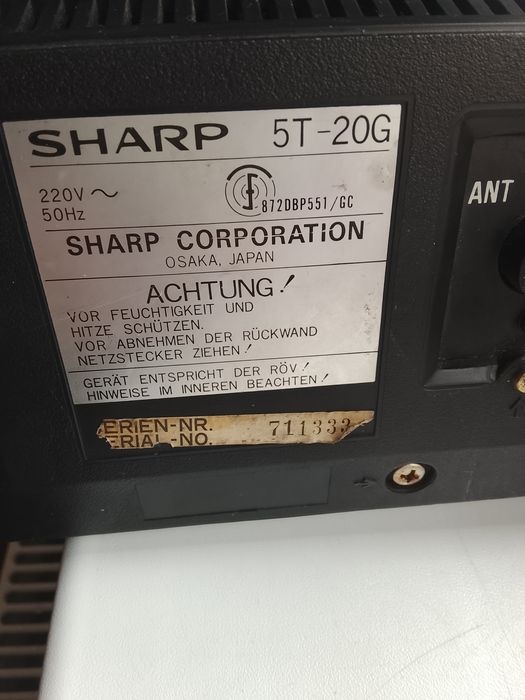 SHARP 5T-20G
220V ~
50Hz
872DBP551/GC
SHARP CORPORATION
OSAKA, JAPAN
ACHTUNG!
VOR FEUCHTIGKEIT UND
HITZE SCHÜTZEN.
VOR ABNEHMEN DER RÜCKWAND
NETZSTECKER ZIEHEN!
GERÄT ENTSPRICHT DER RÖV!
HINWEISE IM INNEREN BEACHTEN!
ERIEN-NR. 711333
ERIAL-NO.
ANT